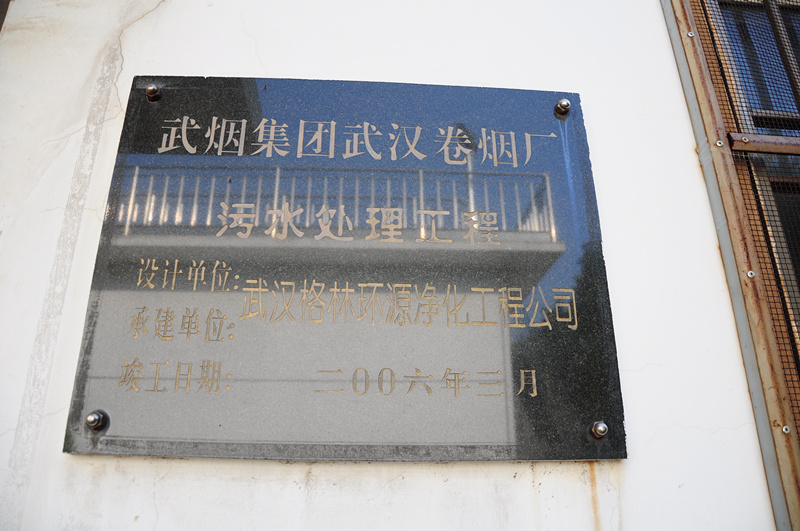 武烟集团武汉卷烟厂
污水处理工程
设计单位:
武汉格林环源净化工程公司
承建单位:
竣工日期: 二00六年三月